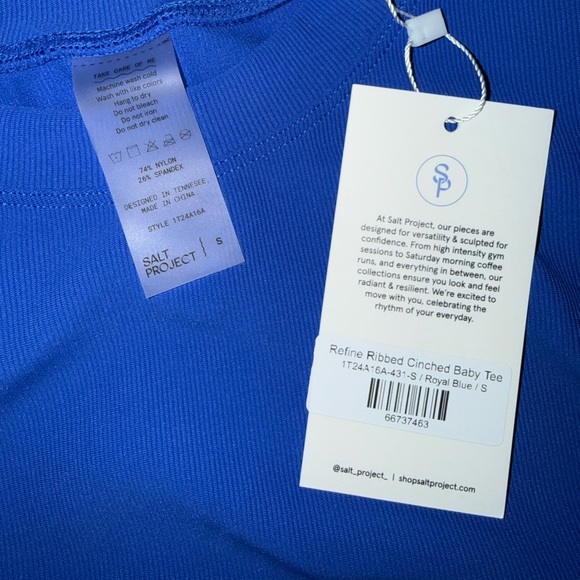 TAKE CARE OF ME
Machine wash cold
Wash with like colors
Hang to dry
Do not bleach
Do not iron
Do not dry clean
74% NYLON
26% SPANDEX
DESIGNED IN TENNESEE.
MADE IN CHINA.
STYLE 1T24A16A
SALT
PROJECT | S
SP
At Salt Project, our pieces are
designed for versatility & sculpted for
confidence. From high intensity gym
sessions to Saturday morning coffee
runs, and everything in between, our
collections ensure you look and feel
radiant & resilient. We're excited to
move with you, celebrating the
rhythm of your everyday.
Refine Ribbed Cinched Baby Tee
1T24A16A-431-S / Royal Blue / S
66737463
@salt_project_ | shopsaltproject.com